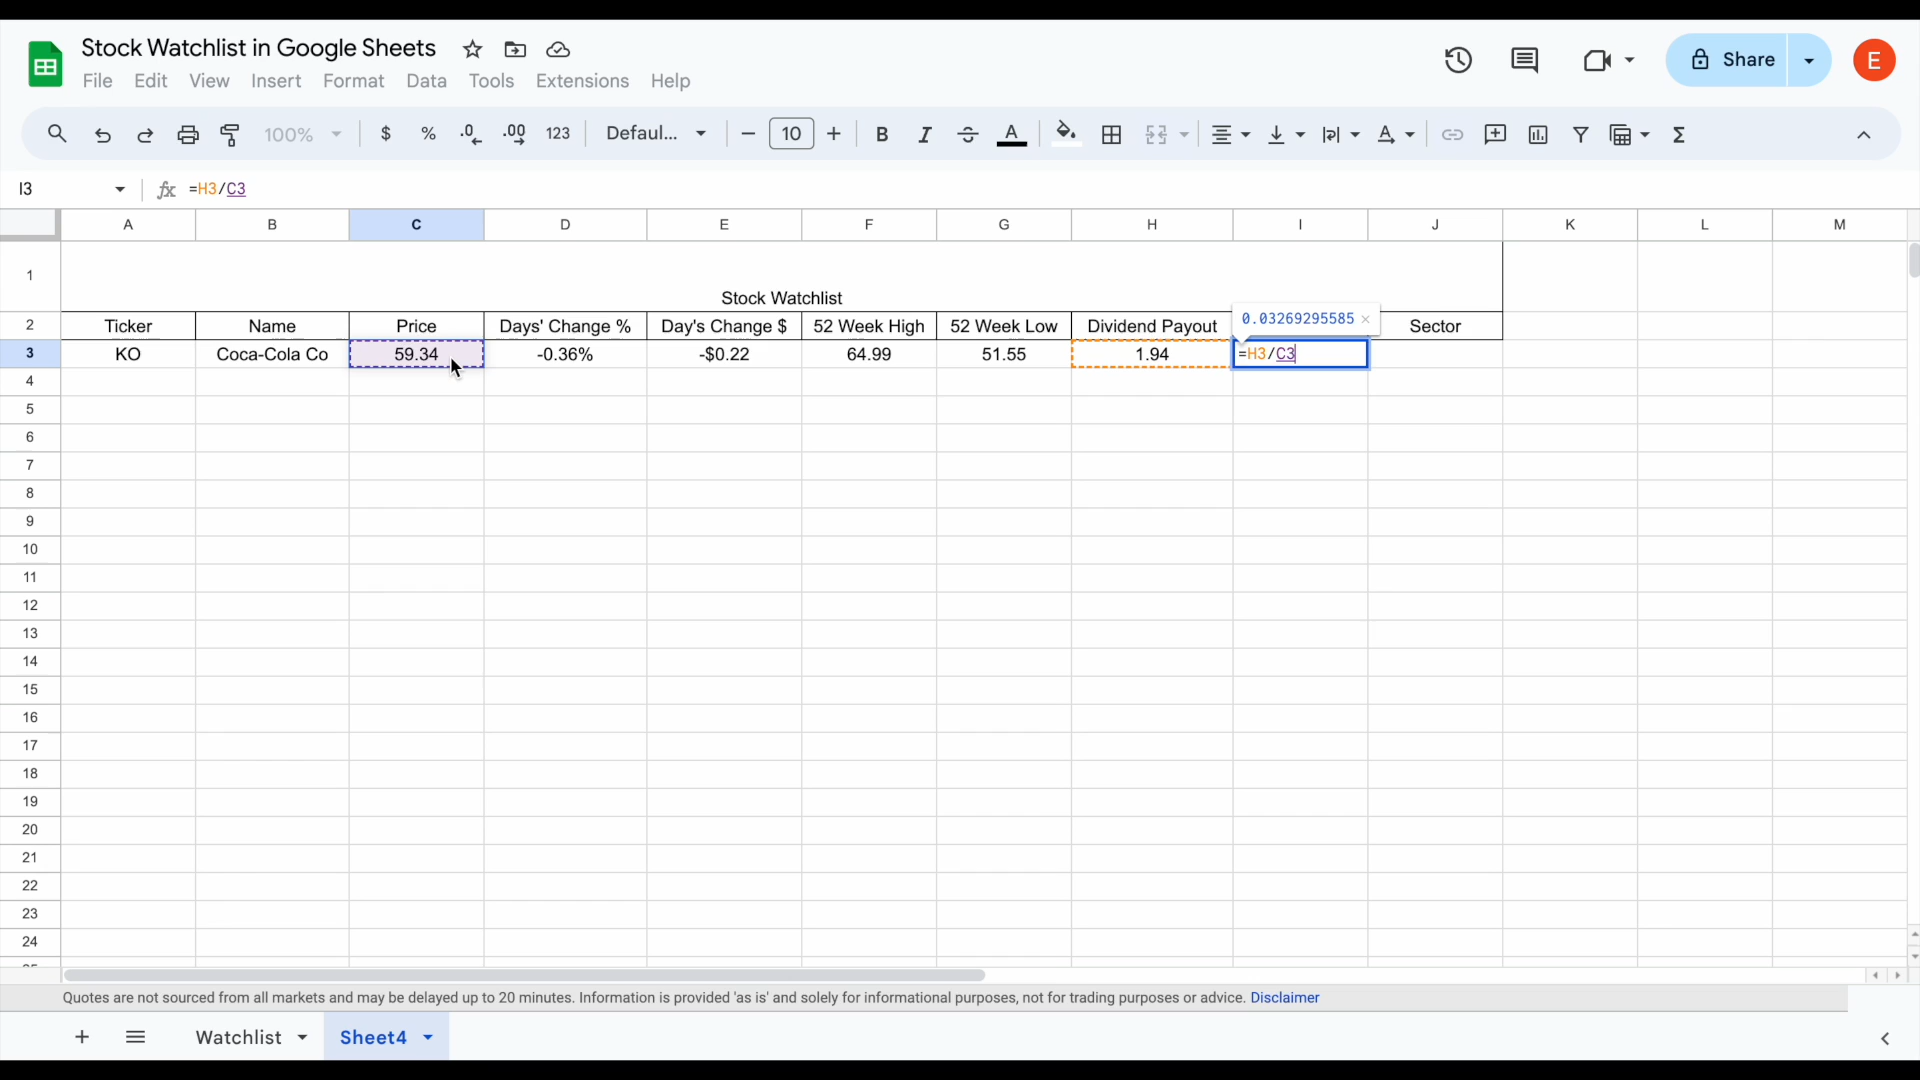 Stock Watchlist in Google Sheets
File Edit View Insert Format Data Tools Extensions Help
Share
E
100% $ % .0 .00 123 Defaul... − 10 + B I S A Σ
I3 fx =H3/C3
A B C D E F G H I J K L M
1 Stock Watchlist
0.03269295585 ×
2 Ticker Name Price Days' Change % Day's Change $ 52 Week High 52 Week Low Dividend Payout Sector
3 KO Coca-Cola Co 59.34 -0.36% -$0.22 64.99 51.55 1.94 =H3/C3
4
5
6
7
8
9
10
11
12
13
14
15
16
17
18
19
20
21
22
23
24
Quotes are not sourced from all markets and may be delayed up to 20 minutes. Information is provided 'as is' and solely for informational purposes, not for trading purposes or advice. Disclaimer
+ Watchlist Sheet4